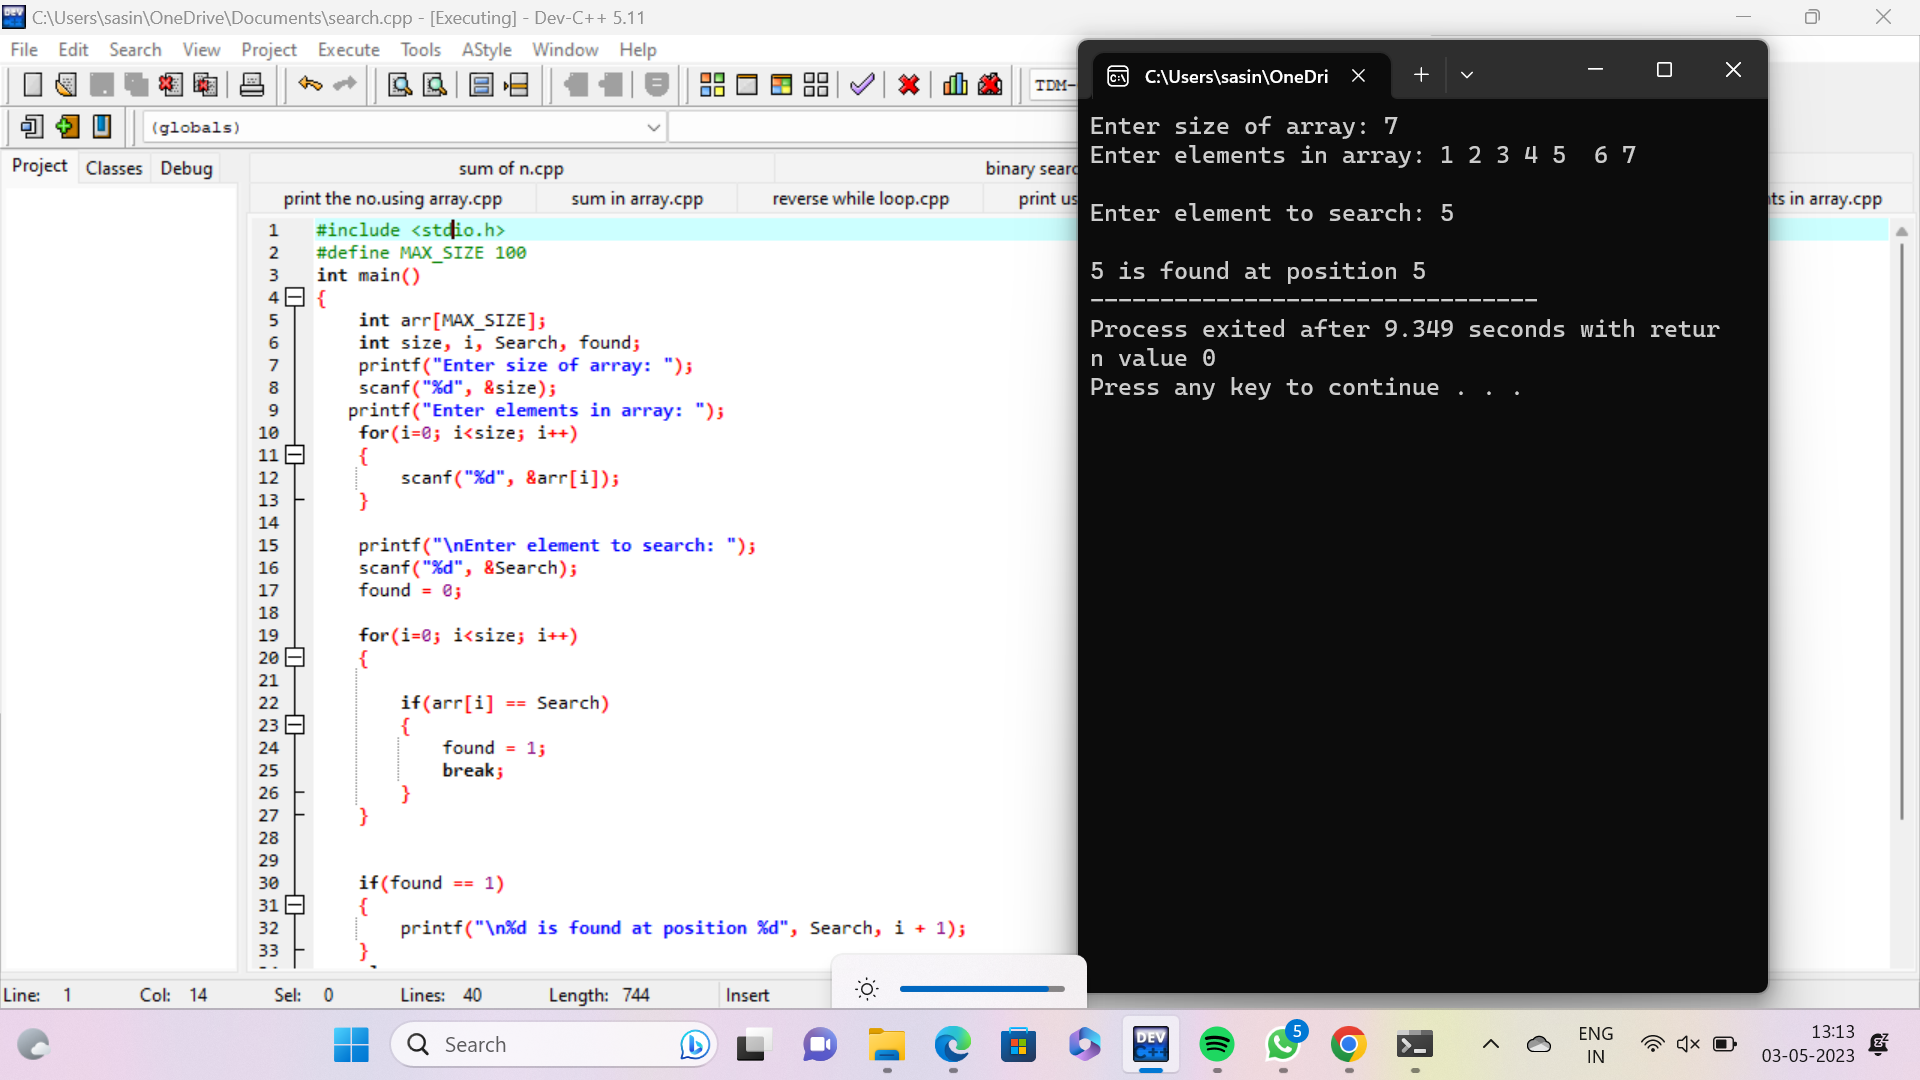 C:\Users\sasin\OneDrive\Documents\search.cpp - [Executing] - Dev-C++ 5.11
File Edit Search View Project Execute Tools AStyle Window Help
TDM-
(globals)
Project Classes Debug
sum of n.cpp binary searc
print the no.using array.cpp sum in array.cpp reverse while loop.cpp print us ts in array.cpp
1 #include <stdio.h>
2 #define MAX_SIZE 100
3 int main()
4 {
5 int arr[MAX_SIZE];
6 int size, i, Search, found;
7 printf("Enter size of array: ");
8 scanf("%d", &size);
9 printf("Enter elements in array: ");
10 for(i=0; i<size; i++)
11 {
12 scanf("%d", &arr[i]);
13 }
14
15 printf("\nEnter element to search: ");
16 scanf("%d", &Search);
17 found = 0;
18
19 for(i=0; i<size; i++)
20 {
21
22 if(arr[i] == Search)
23 {
24 found = 1;
25 break;
26 }
27 }
28
29
30 if(found == 1)
31 {
32 printf("\n%d is found at position %d", Search, i + 1);
33 }
Line: 1 Col: 14 Sel: 0 Lines: 40 Length: 744 Insert
C:\Users\sasin\OneDri
Enter size of array: 7
Enter elements in array: 1 2 3 4 5  6 7
Enter element to search: 5
5 is found at position 5
--------------------------------
Process exited after 9.349 seconds with retur
n value 0
Press any key to continue . . .
Search
DEV
C++
5
ENG
IN
13:13
03-05-2023